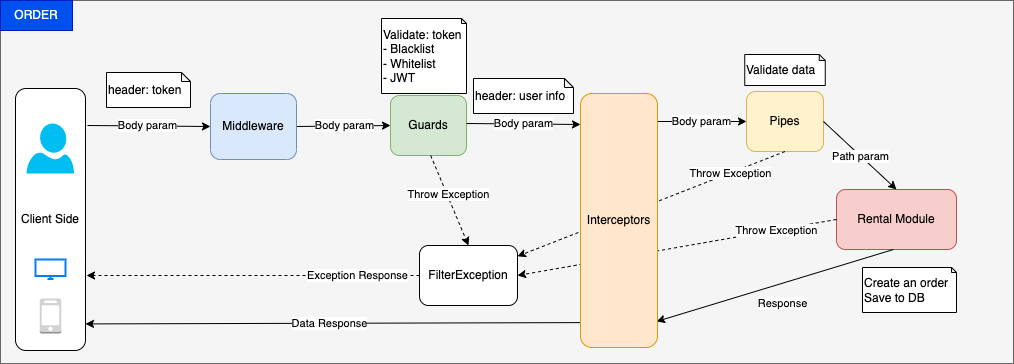 ORDER
Validate: token
- Blacklist
- Whitelist
- JWT
Validate data
header: token
header: user info
Body param
Middleware
Body param
Guards
Body param
Body param
Pipes
Path param
Throw Exception
Throw Exception
Client Side
Interceptors
Rental Module
Throw Exception
Exception Response
FilterException
Create an order
Save to DB
Response
Data Response